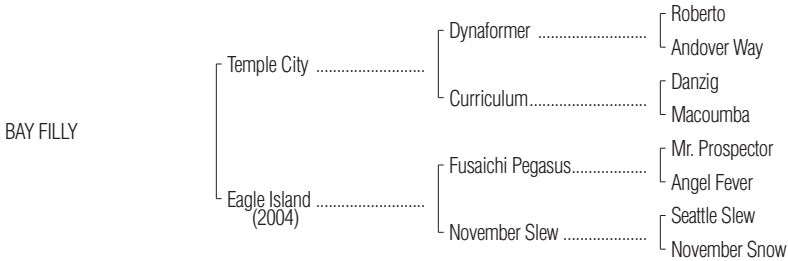 Roberto
Dynaformer ..........................
Andover Way
Temple City ..........................
Danzig
Curriculum............................
Macoumba
BAY FILLY
Mr. Prospector
Fusaichi Pegasus..................
Angel Fever
Eagle Island ..........................
(2004)
Seattle Slew
November Slew ....................
November Snow